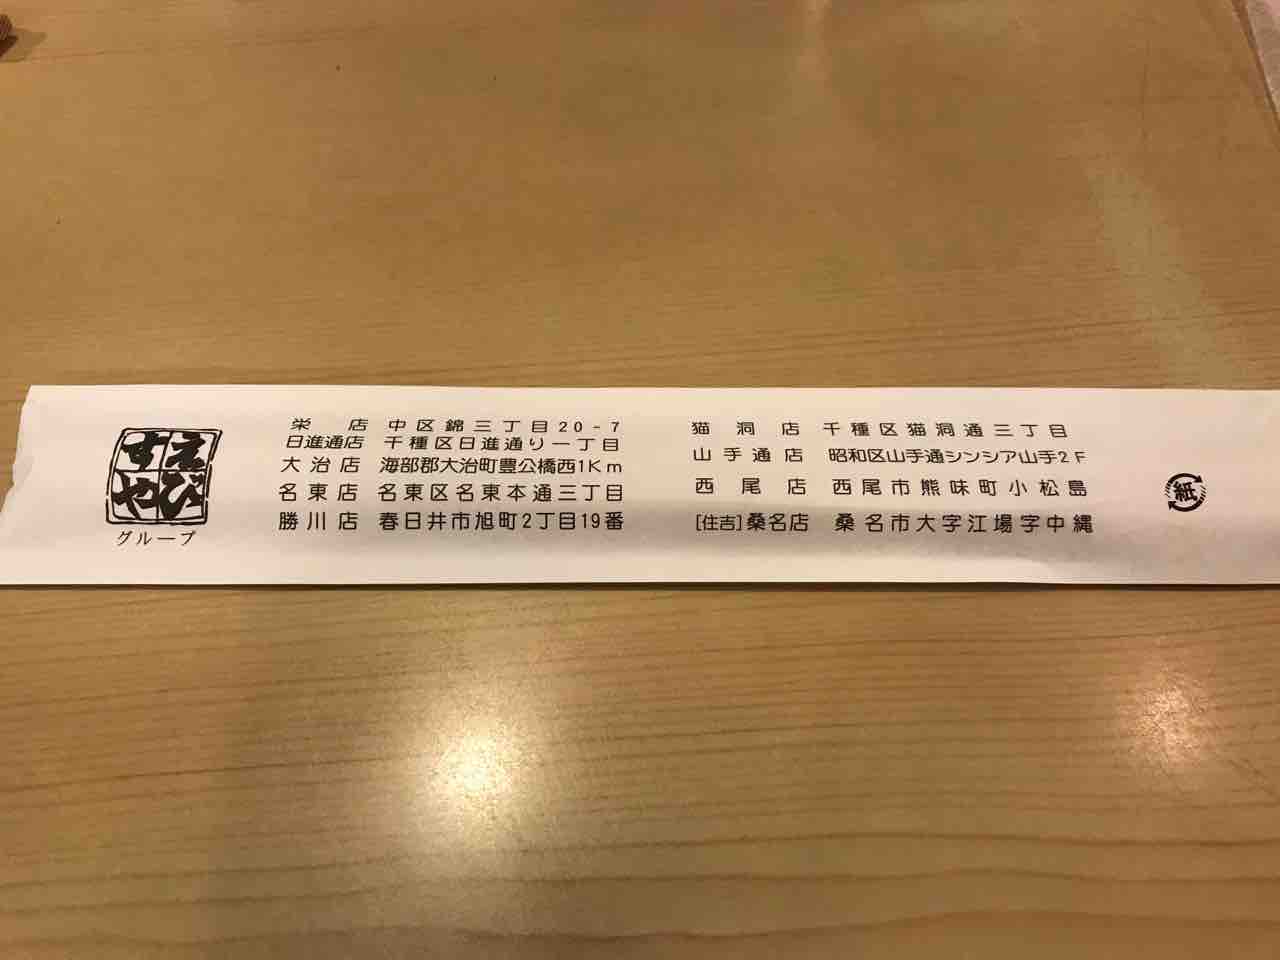 えびすや
グループ
栄店 中区錦三丁目20-7
日進通店 千種区日進通り一丁目
大治店 海部郡大治町豊公橋西1Km
名東店 名東区名東本通三丁目
勝川店 春日井市旭町2丁目19番
猫洞店 千種区猫洞通三丁目
山手通店 昭和区山手通シンシア山手2F
西尾店 西尾市熊味町小松島
[住吉]桑名店 桑名市大字江場字中縄
紙